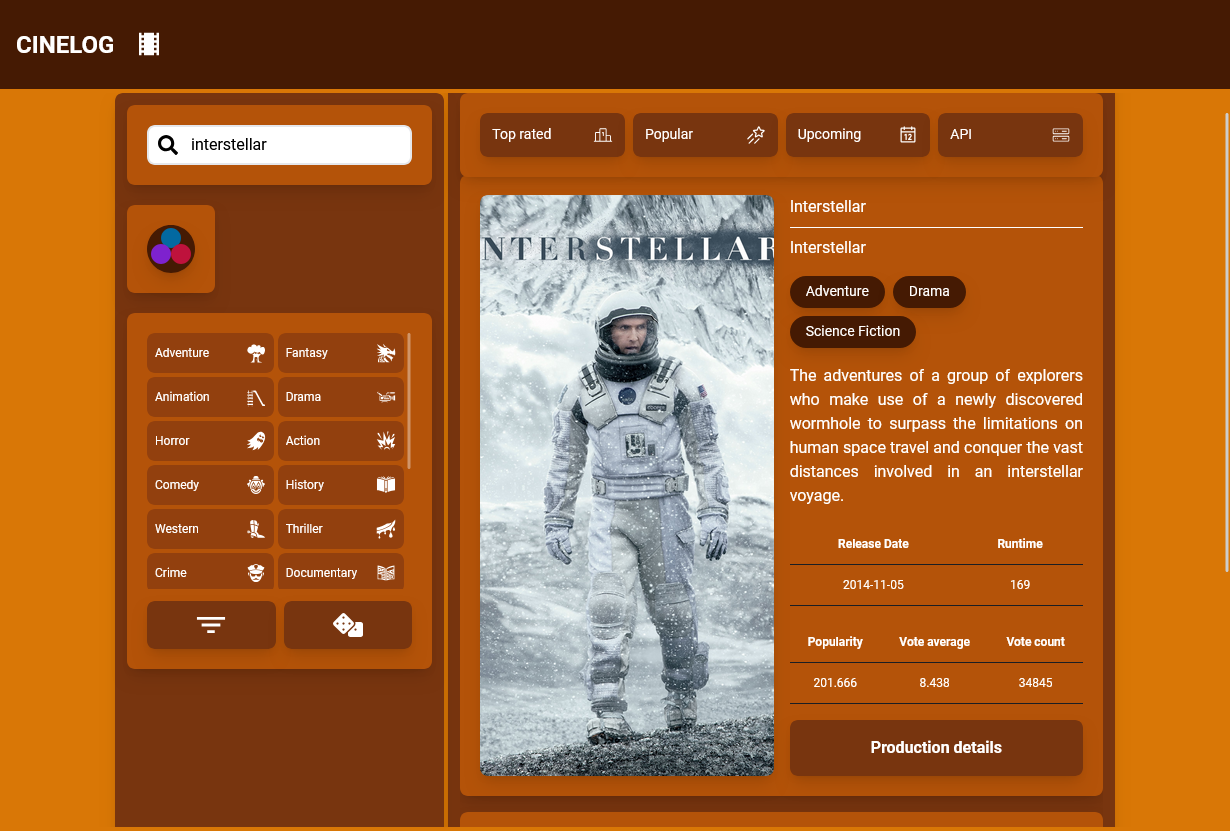 CINELOG
interstellar
Adventure Fantasy
Animation Drama
Horror Action
Comedy History
Western Thriller
Crime Documentary
Top rated Popular Upcoming 12 API
NTERSTELLAR
Interstellar
Interstellar
Adventure Drama
Science Fiction
The adventures of a group of explorers
who make use of a newly discovered
wormhole to surpass the limitations on
human space travel and conquer the vast
distances involved in an interstellar
voyage.
Release Date Runtime
2014-11-05 169
Popularity Vote average Vote count
201.666 8.438 34845
Production details